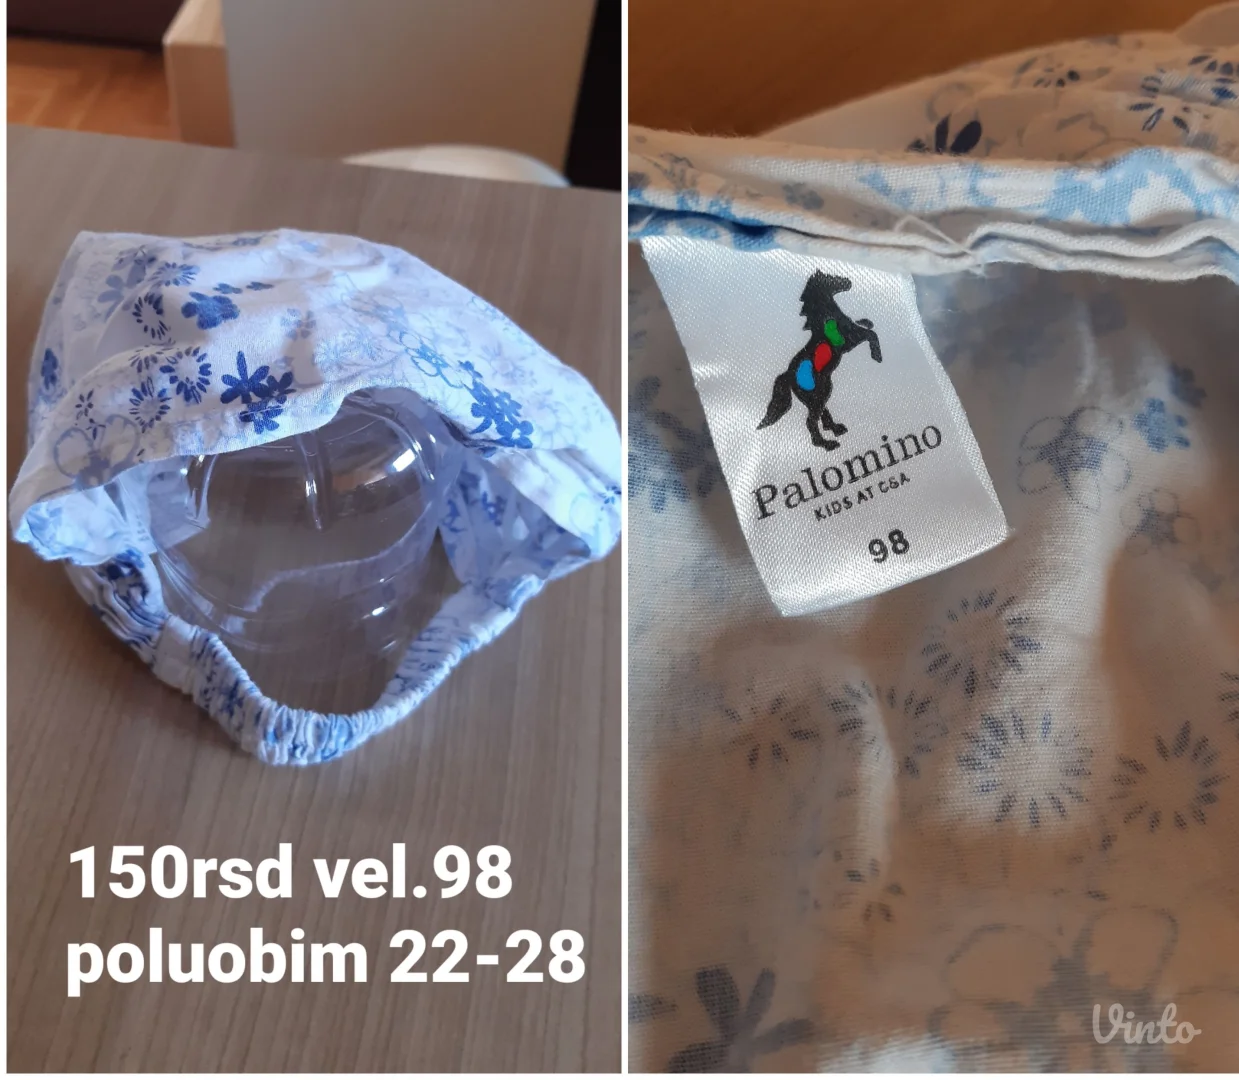 150rsd vel.98
poluobim 22-28
Palomino
KIDS AT C&A
98
Vinto